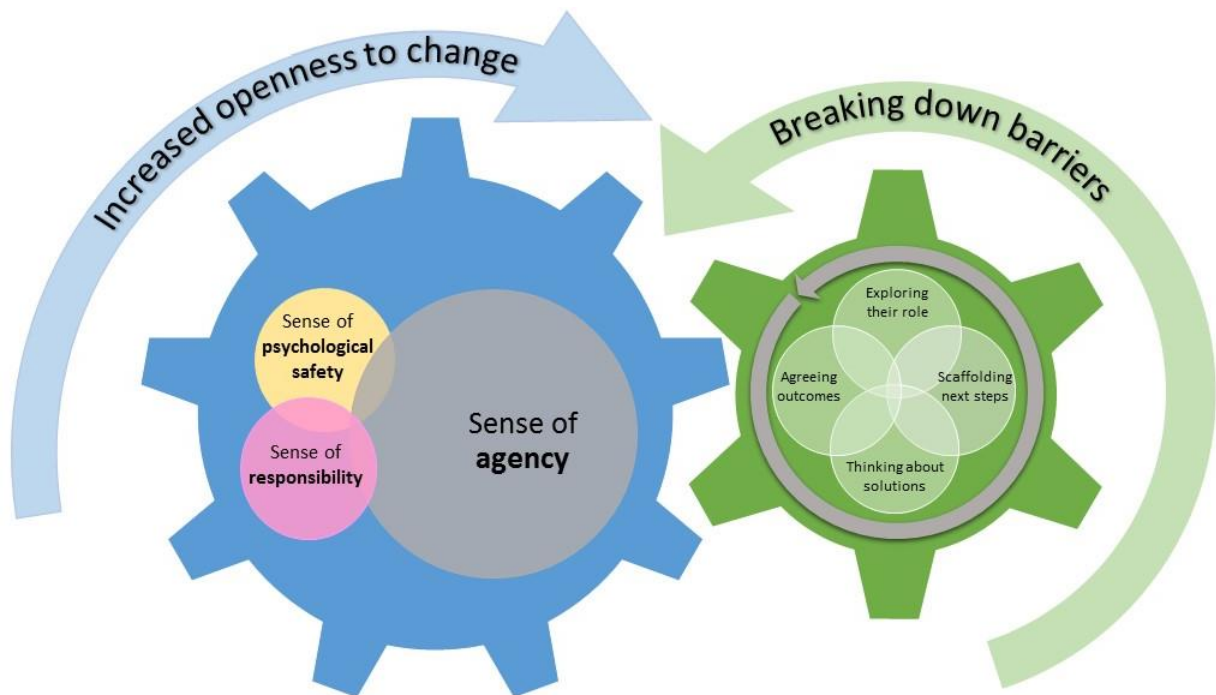 Increased openness to change
Breaking down barriers
Sense of
psychological
safety
Sense of
responsibility
Sense of
agency
Exploring
their role
Agreeing
outcomes
Scaffolding
next steps
Thinking about
solutions